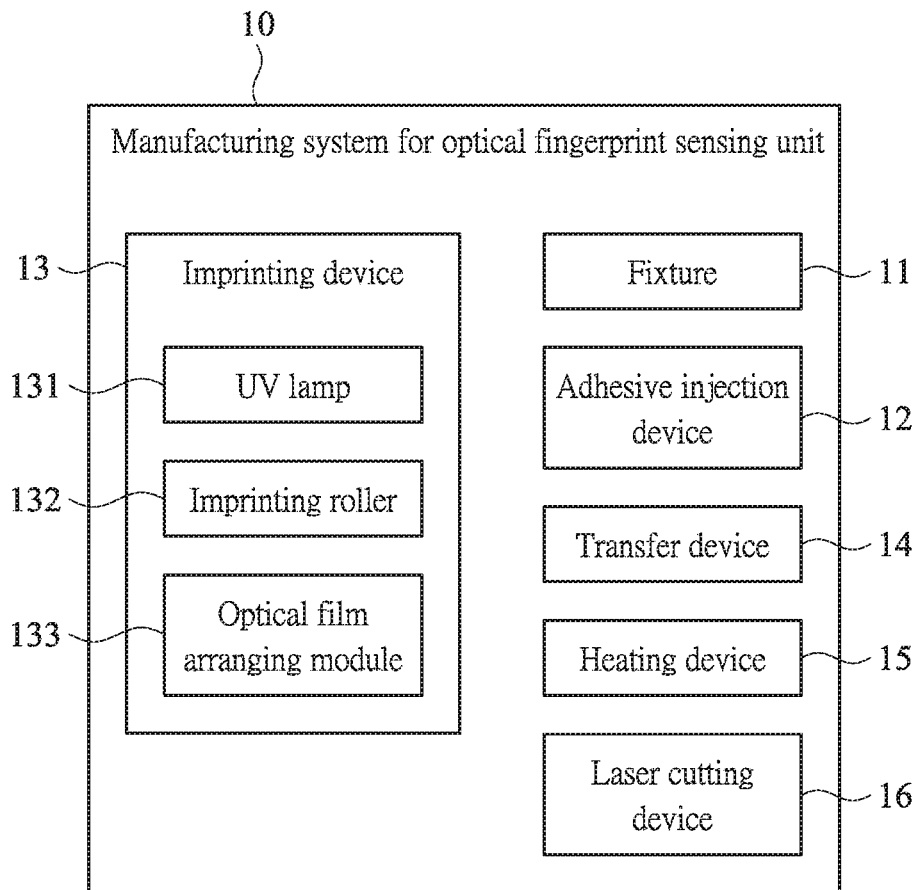 10
Manufacturing system for optical fingerprint sensing unit
13
Imprinting device
131
UV lamp
132
Imprinting roller
133
Optical film
arranging module
Fixture
11
Adhesive injection
device
12
Transfer device
14
Heating device
15
Laser cutting
device
16